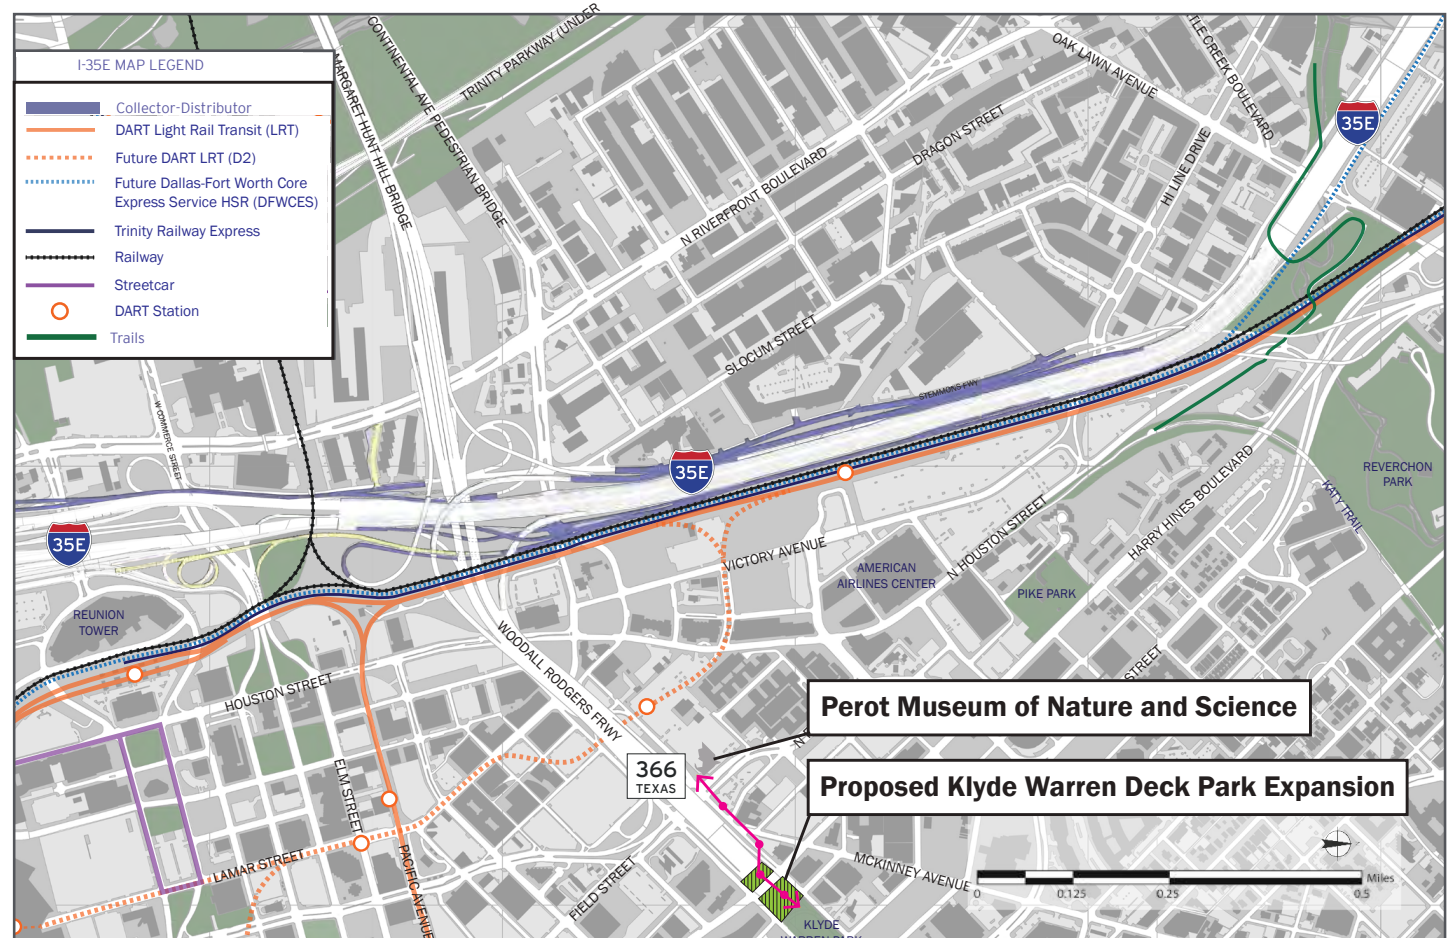 I-35E MAP LEGEND
Collector-Distributor
DART Light Rail Transit (LRT)
Future DART LRT (D2)
Future Dallas-Fort Worth Core
Express Service HSR (DFWCES)
Trinity Railway Express
Railway
Streetcar
DART Station
Trails
MARGARET HUNT HILL BRIDGE
CONTINENTAL AVE PEDESTRIAN BRIDGE
TRINITY PARKWAY (UNDER
OAK LAWN AVENUE
TLE CREEK BOULEVARD
35E
DRAGON STREET
HI LINE DRIVE
N RIVERFRONT BOULEVARD
SLOCUM STREET
STEMMONS FWY
W COMMERCE STREET
35E
35E
REVERCHON
PARK
KATY TRAIL
HARRY HINES BOULEVARD
N HOUSTON STREET
VICTORY AVENUE
AMERICAN
AIRLINES CENTER
PIKE PARK
REUNION
TOWER
WOODALL RODGERS FRWY
HOUSTON STREET
STREET
Perot Museum of Nature and Science
366
TEXAS
Proposed Klyde Warren Deck Park Expansion
ELM STREET
LAMAR STREET
PACIFIC AVENUE
FIELD STREET
MCKINNEY AVENUE
Miles
0 0.125 0.25 0.5
KLYDE
WARREN PARK